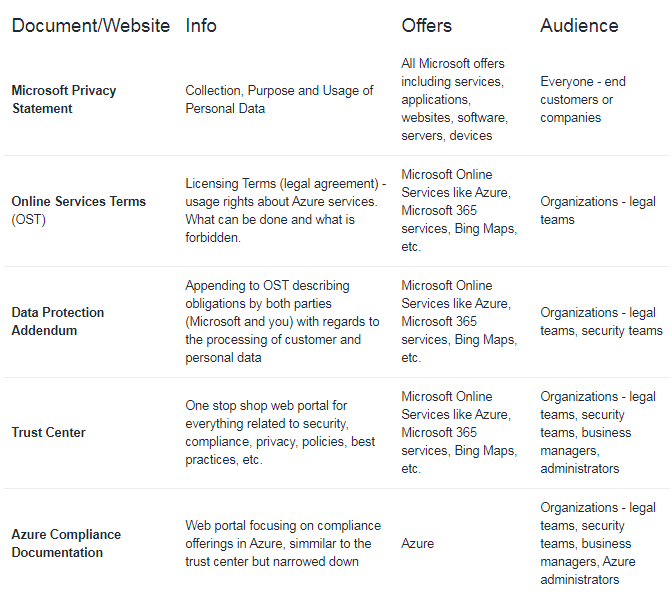 Document/Website Info Offers Audience
Microsoft Privacy
Statement
Collection, Purpose and Usage of
Personal Data
All Microsoft offers
including services,
applications,
websites, software,
servers, devices
Everyone - end
customers or
companies
Online Services Terms
(OST)
Licensing Terms (legal agreement) -
usage rights about Azure services.
What can be done and what is
forbidden.
Microsoft Online
Services like Azure,
Microsoft 365
services, Bing Maps,
etc.
Organizations - legal
teams
Data Protection
Addendum
Appending to OST describing
obligations by both parties
(Microsoft and you) with regards to
the processing of customer and
personal data
Microsoft Online
Services like Azure,
Microsoft 365
services, Bing Maps,
etc.
Organizations - legal
teams, security teams
Trust Center
One stop shop web portal for
everything related to security,
compliance, privacy, policies, best
practices, etc.
Microsoft Online
Services like Azure,
Microsoft 365
services, Bing Maps,
etc.
Organizations - legal
teams, security
teams, business
managers,
administrators
Azure Compliance
Documentation
Web portal focusing on compliance
offerings in Azure, simmilar to the
trust center but narrowed down
Azure
Organizations - legal
teams, security
teams, business
managers, Azure
administrators